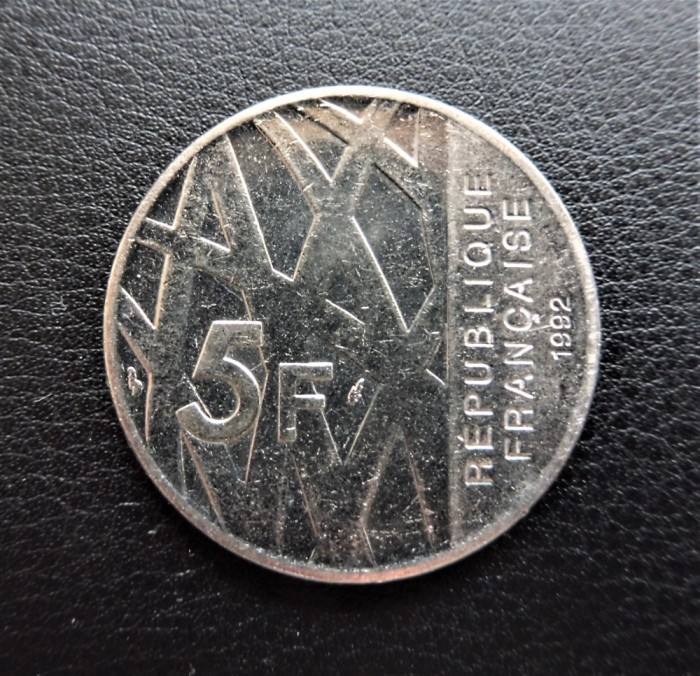 5F
RÉPUBLIQUE
FRANÇAISE
1992